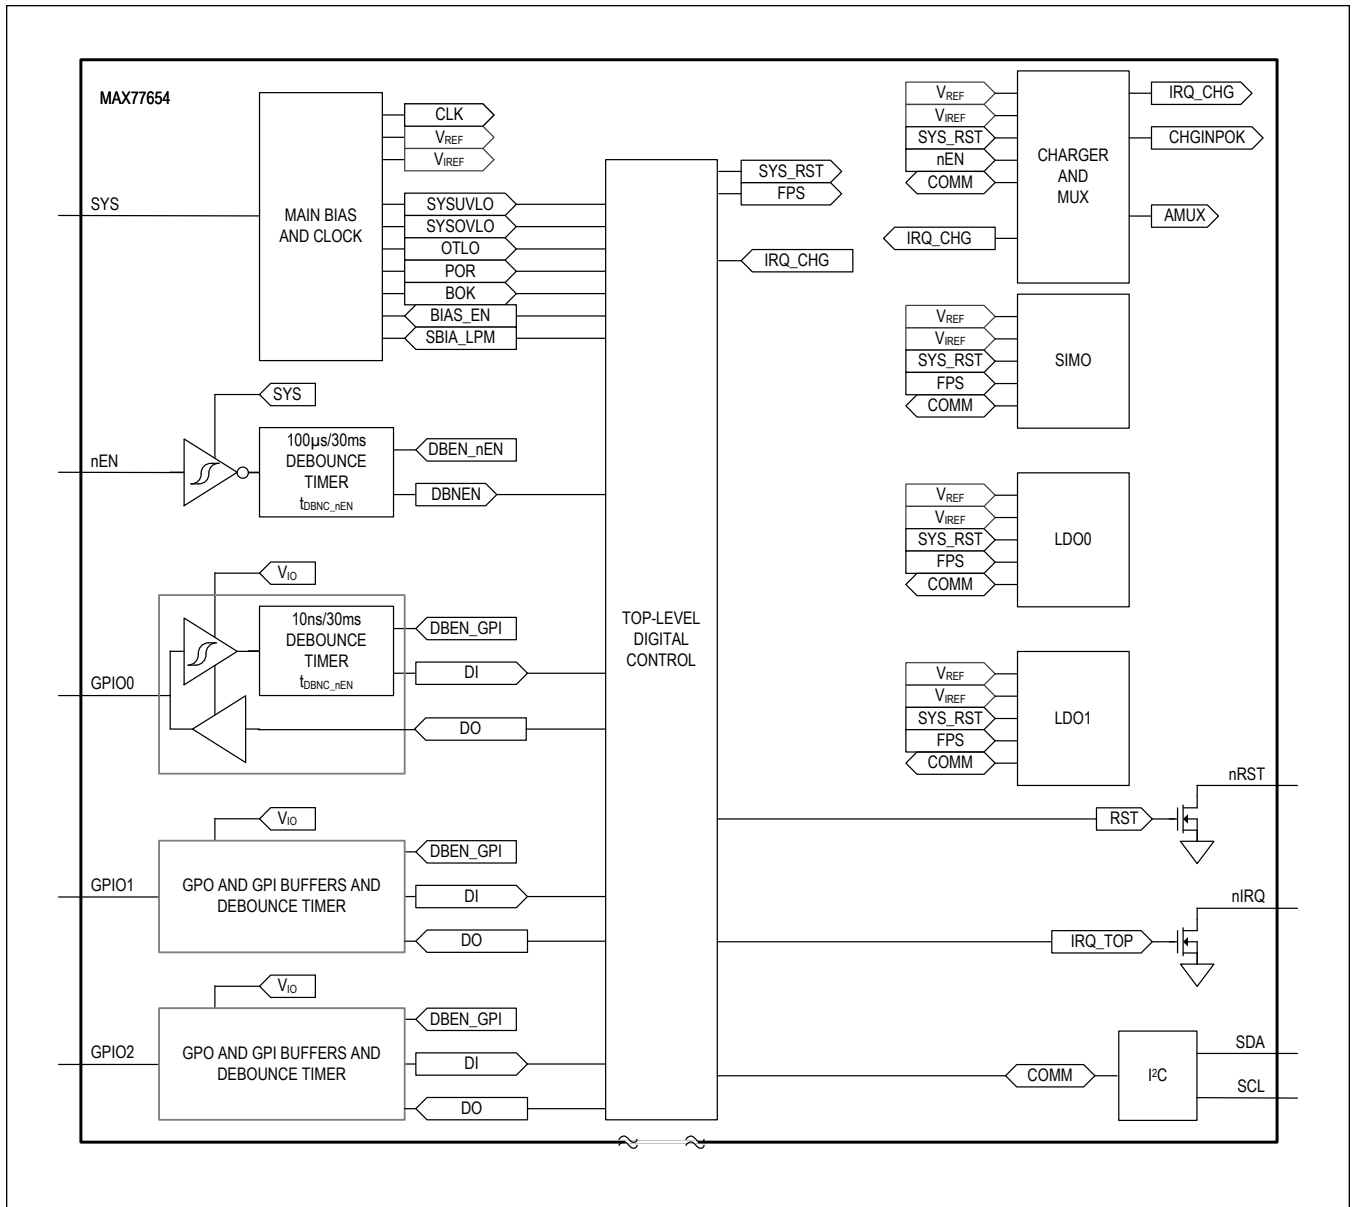 MAX77654
SYS
MAIN BIAS
AND CLOCK
CLK
VREF
VIREF
SYSUVLO
SYSOVLO
OTLO
POR
BOK
BIAS_EN
SBIA_LPM
SYS
nEN
100µs/30ms
DEBOUNCE
TIMER
tDBNC_nEN
DBEN_nEN
DBNEN
VIO
GPIO0
10ns/30ms
DEBOUNCE
TIMER
tDBNC_nEN
DBEN_GPI
DI
DO
VIO
GPIO1
GPO AND GPI BUFFERS AND
DEBOUNCE TIMER
DBEN_GPI
DI
DO
VIO
GPIO2
GPO AND GPI BUFFERS AND
DEBOUNCE TIMER
DBEN_GPI
DI
DO
TOP-LEVEL
DIGITAL
CONTROL
SYS_RST
FPS
IRQ_CHG
VREF
VIREF
SYS_RST
nEN
COMM
IRQ_CHG
CHARGER
AND
MUX
IRQ_CHG
CHGINPOK
AMUX
VREF
VIREF
SYS_RST
FPS
COMM
SIMO
VREF
VIREF
SYS_RST
FPS
COMM
LDO0
VREF
VIREF
SYS_RST
FPS
COMM
LDO1
RST
nRST
IRQ_TOP
nIRQ
COMM
I²C
SDA
SCL